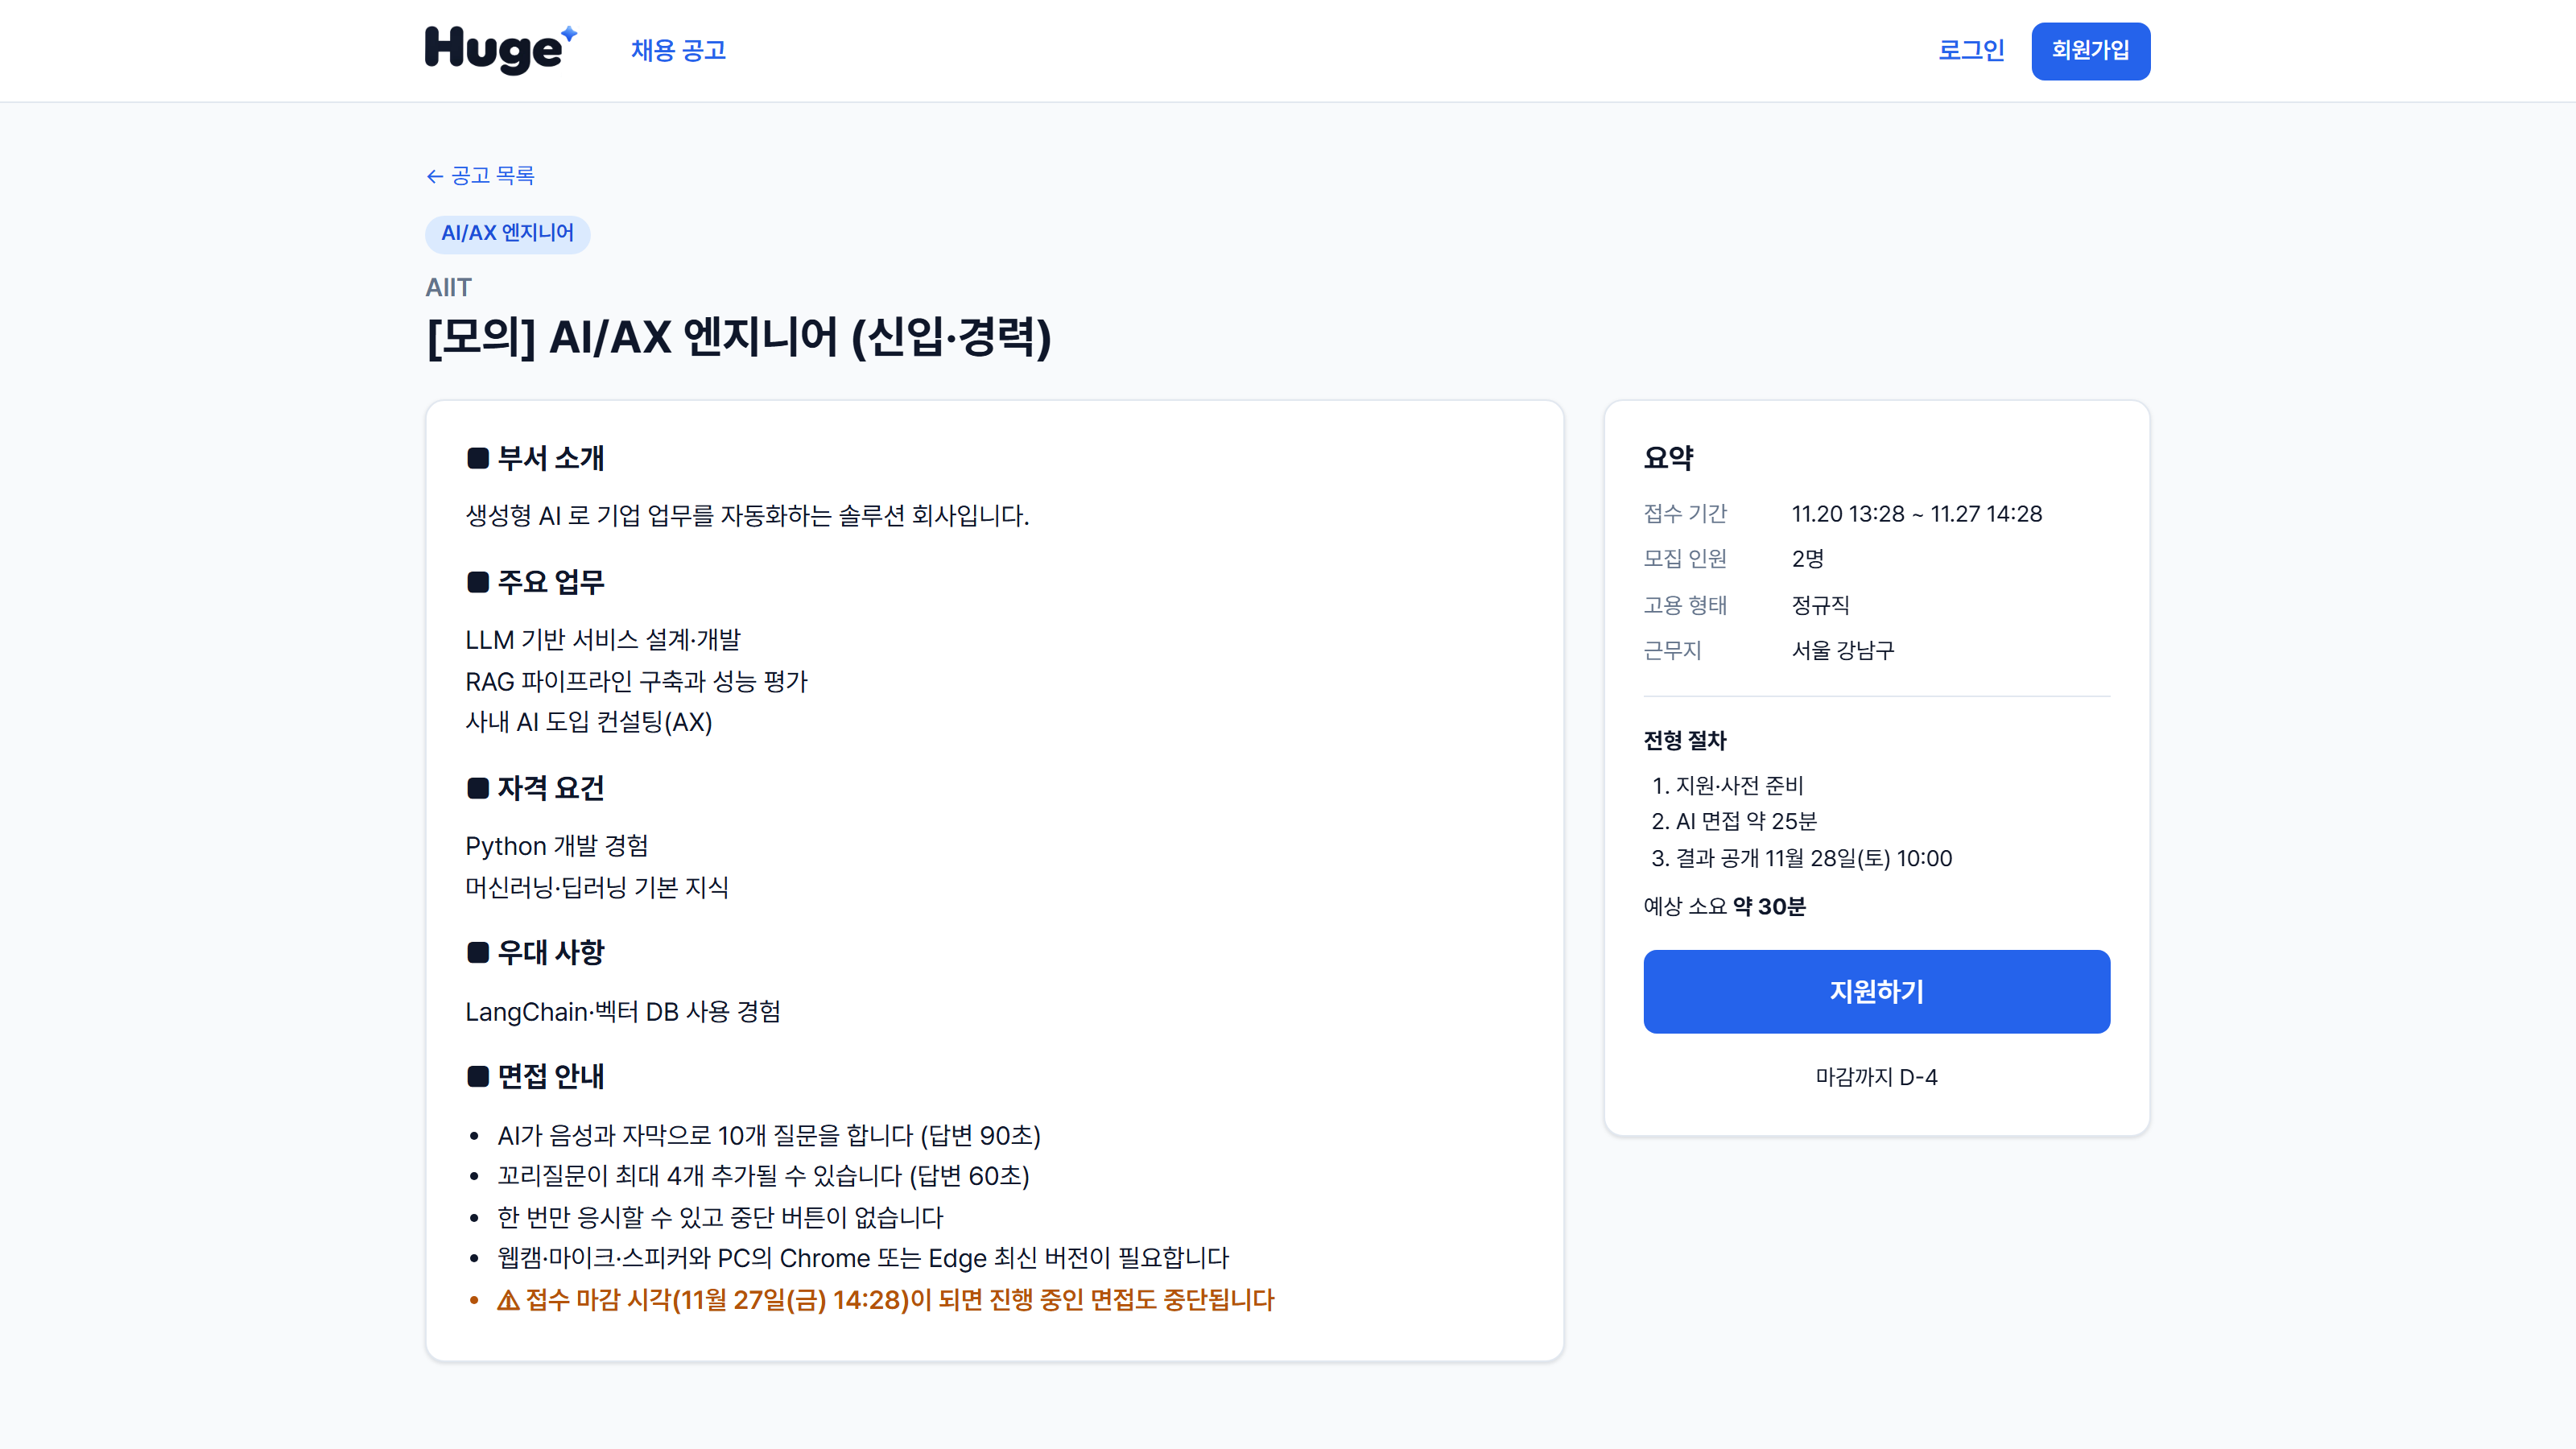 Huge
채용 공고
로그인
회원가입
← 공고 목록
AI/AX 엔지니어
AIIT
[모의] AI/AX 엔지니어 (신입·경력)
■ 부서 소개
생성형 AI 로 기업 업무를 자동화하는 솔루션 회사입니다.
■ 주요 업무
LLM 기반 서비스 설계·개발
RAG 파이프라인 구축과 성능 평가
사내 AI 도입 컨설팅(AX)
■ 자격 요건
Python 개발 경험
머신러닝·딥러닝 기본 지식
■ 우대 사항
LangChain·벡터 DB 사용 경험
■ 면접 안내
• AI가 음성과 자막으로 10개 질문을 합니다 (답변 90초)
• 꼬리질문이 최대 4개 추가될 수 있습니다 (답변 60초)
• 한 번만 응시할 수 있고 중단 버튼이 없습니다
• 웹캠·마이크·스피커와 PC의 Chrome 또는 Edge 최신 버전이 필요합니다
• ⚠ 접수 마감 시각(11월 27일(금) 14:28)이 되면 진행 중인 면접도 중단됩니다
요약
접수 기간 11.20 13:28 ~ 11.27 14:28
모집 인원 2명
고용 형태 정규직
근무지 서울 강남구
전형 절차
1. 지원·사전 준비
2. AI 면접 약 25분
3. 결과 공개 11월 28일(토) 10:00
예상 소요 약 30분
지원하기
마감까지 D-4